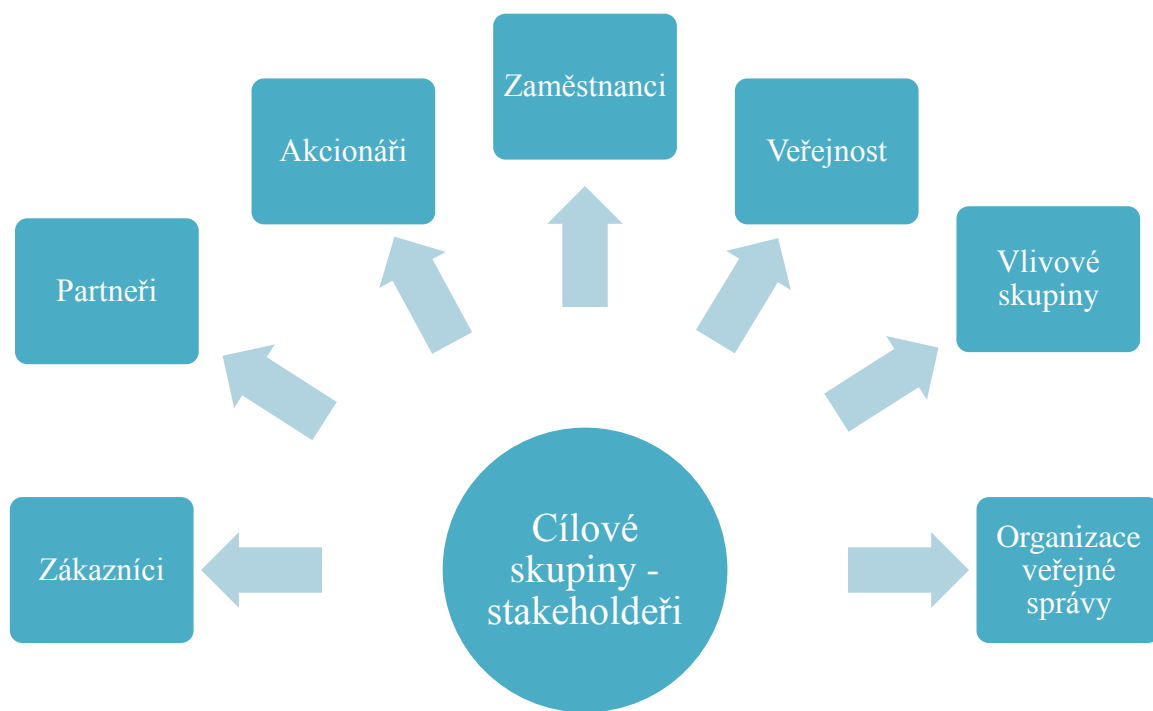 Zaměstnanci
Akcionáři
Veřejnost
Partneři
Vlivové
skupiny
Cílové
skupiny -
stakeholdeři
Zákazníci
Organizace
veřejné
správy